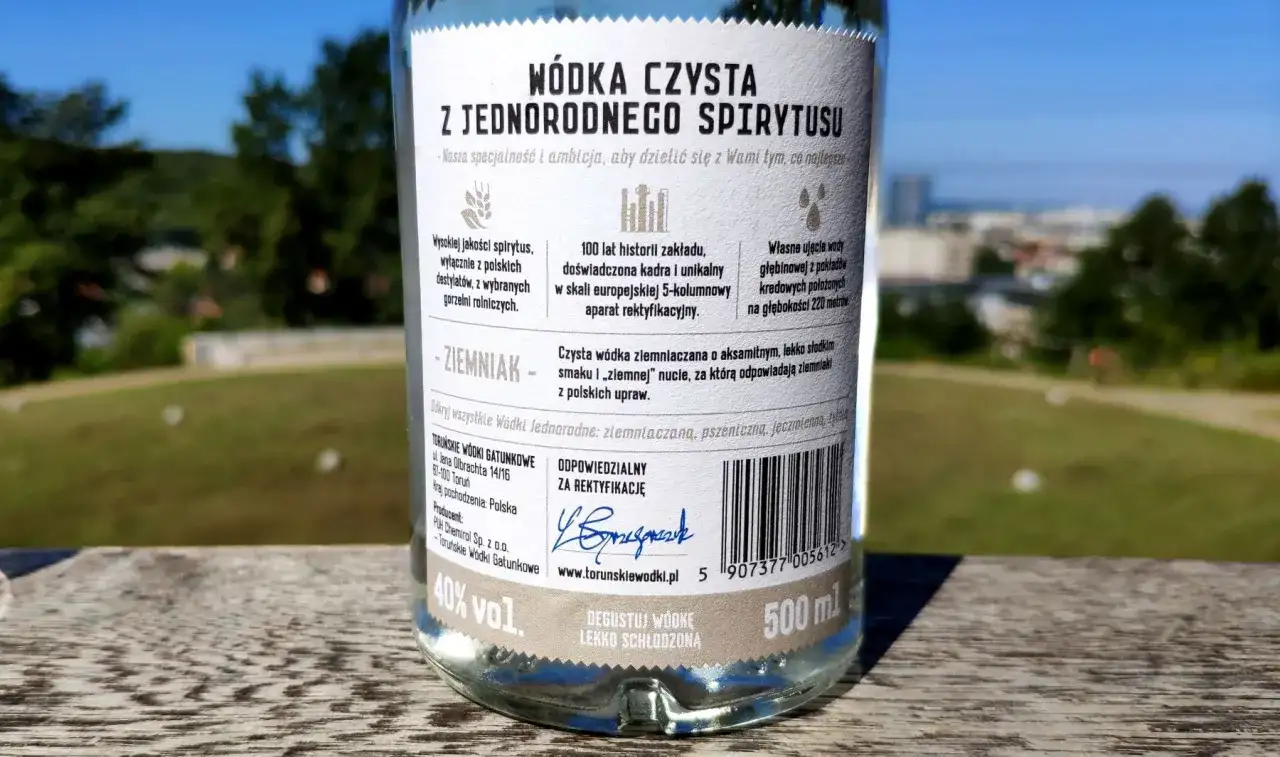 WÓDKA CZYSTA
Z JEDNORODNEGO SPIRYTUSU
- Nasza specjalność i ambicja, aby dzielić się z Wami tym, co najlepsze
Wysokiej jakości spirytus,
wyłącznie z polskich
destylatów, z wybranych
gorzelni rolniczych.
100 lat historii zakładu,
doświadczona kadra i unikalny
w skali europejskiej 5-kolumnowy
aparat rektyfikacyjny.
Własne ujęcie wody
głębinowej z pokładów
kredowych położonych
na głębokości 220 metrów
- ZIEMNIAK -
Czysta wódka ziemniaczana o aksamitnym, lekko słodkim
smaku i „ziemnej” nucie, za którą odpowiadają ziemniaki
z polskich upraw.
Odkryj wszystkie Wódki Jednorodne: ziemniaczaną, pszeniczną, jęczmienną, żytnią
TORUŃSKIE WÓDKI GATUNKOWE
ul. Jana Olbrachta 14/16
87-100 Toruń
Kraj pochodzenia: Polska
Producent:
PUH Chemirol Sp. z o.o.
- Toruńskie Wódki Gatunkowe
ODPOWIEDZIALNY
ZA REKTYFIKACJĘ
www.torunskiewodki.pl
5 907377 005612 >
40% vol.
DEGUSTUJ WÓDKĘ
LEKKO SCHŁODZONĄ
500 ml